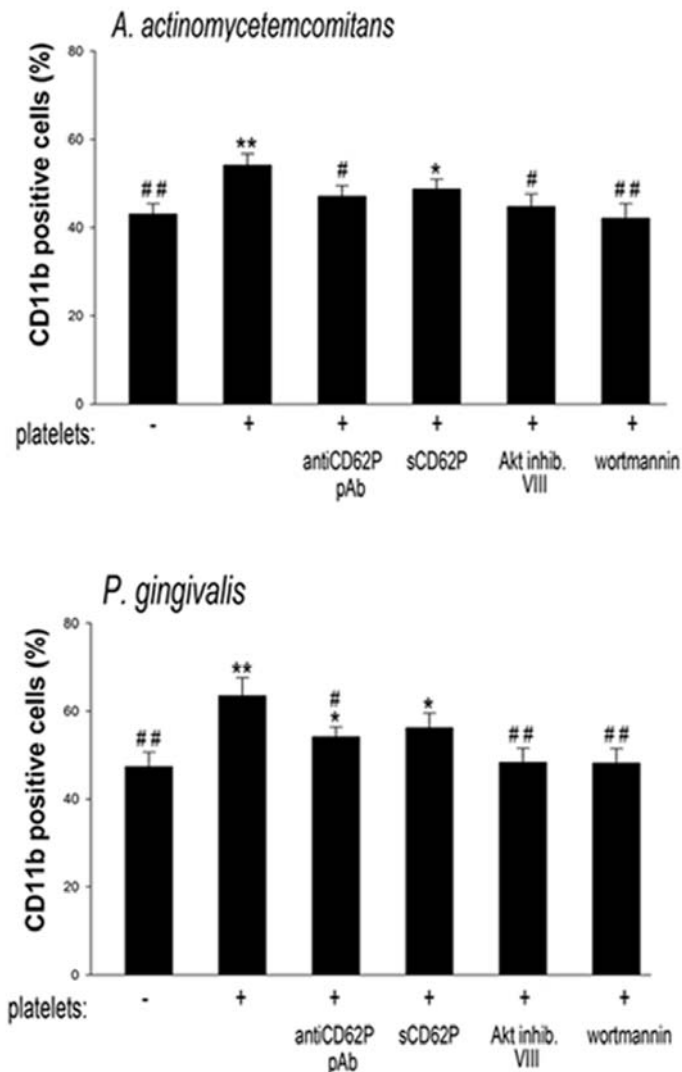 A. actinomycetemcomitans
CD11b positive cells (%)
80
60
40
20
0
## ** # * # ##
platelets: - + + + + +
antiCD62P pAb sCD62P Akt inhib. VIII wortmannin
P. gingivalis
CD11b positive cells (%)
80
60
40
20
0
## ** # * * ## ##
platelets: - + + + + +
antiCD62P pAb sCD62P Akt inhib. VIII wortmannin